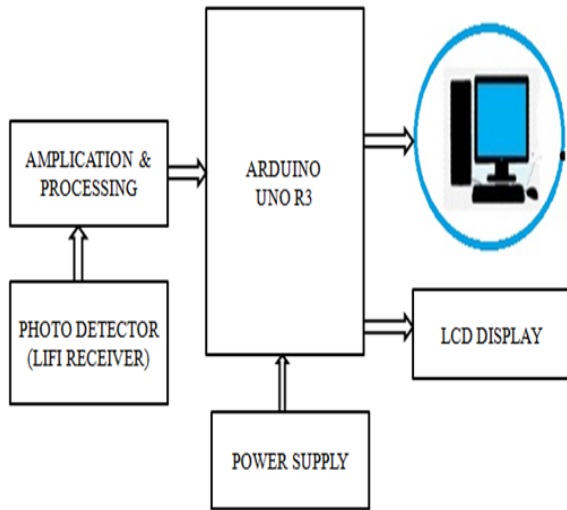 AMPLICATION &
PROCESSING
ARDUINO
UNO R3
PHOTO DETECTOR
(LIFI RECEIVER)
LCD DISPLAY
POWER SUPPLY